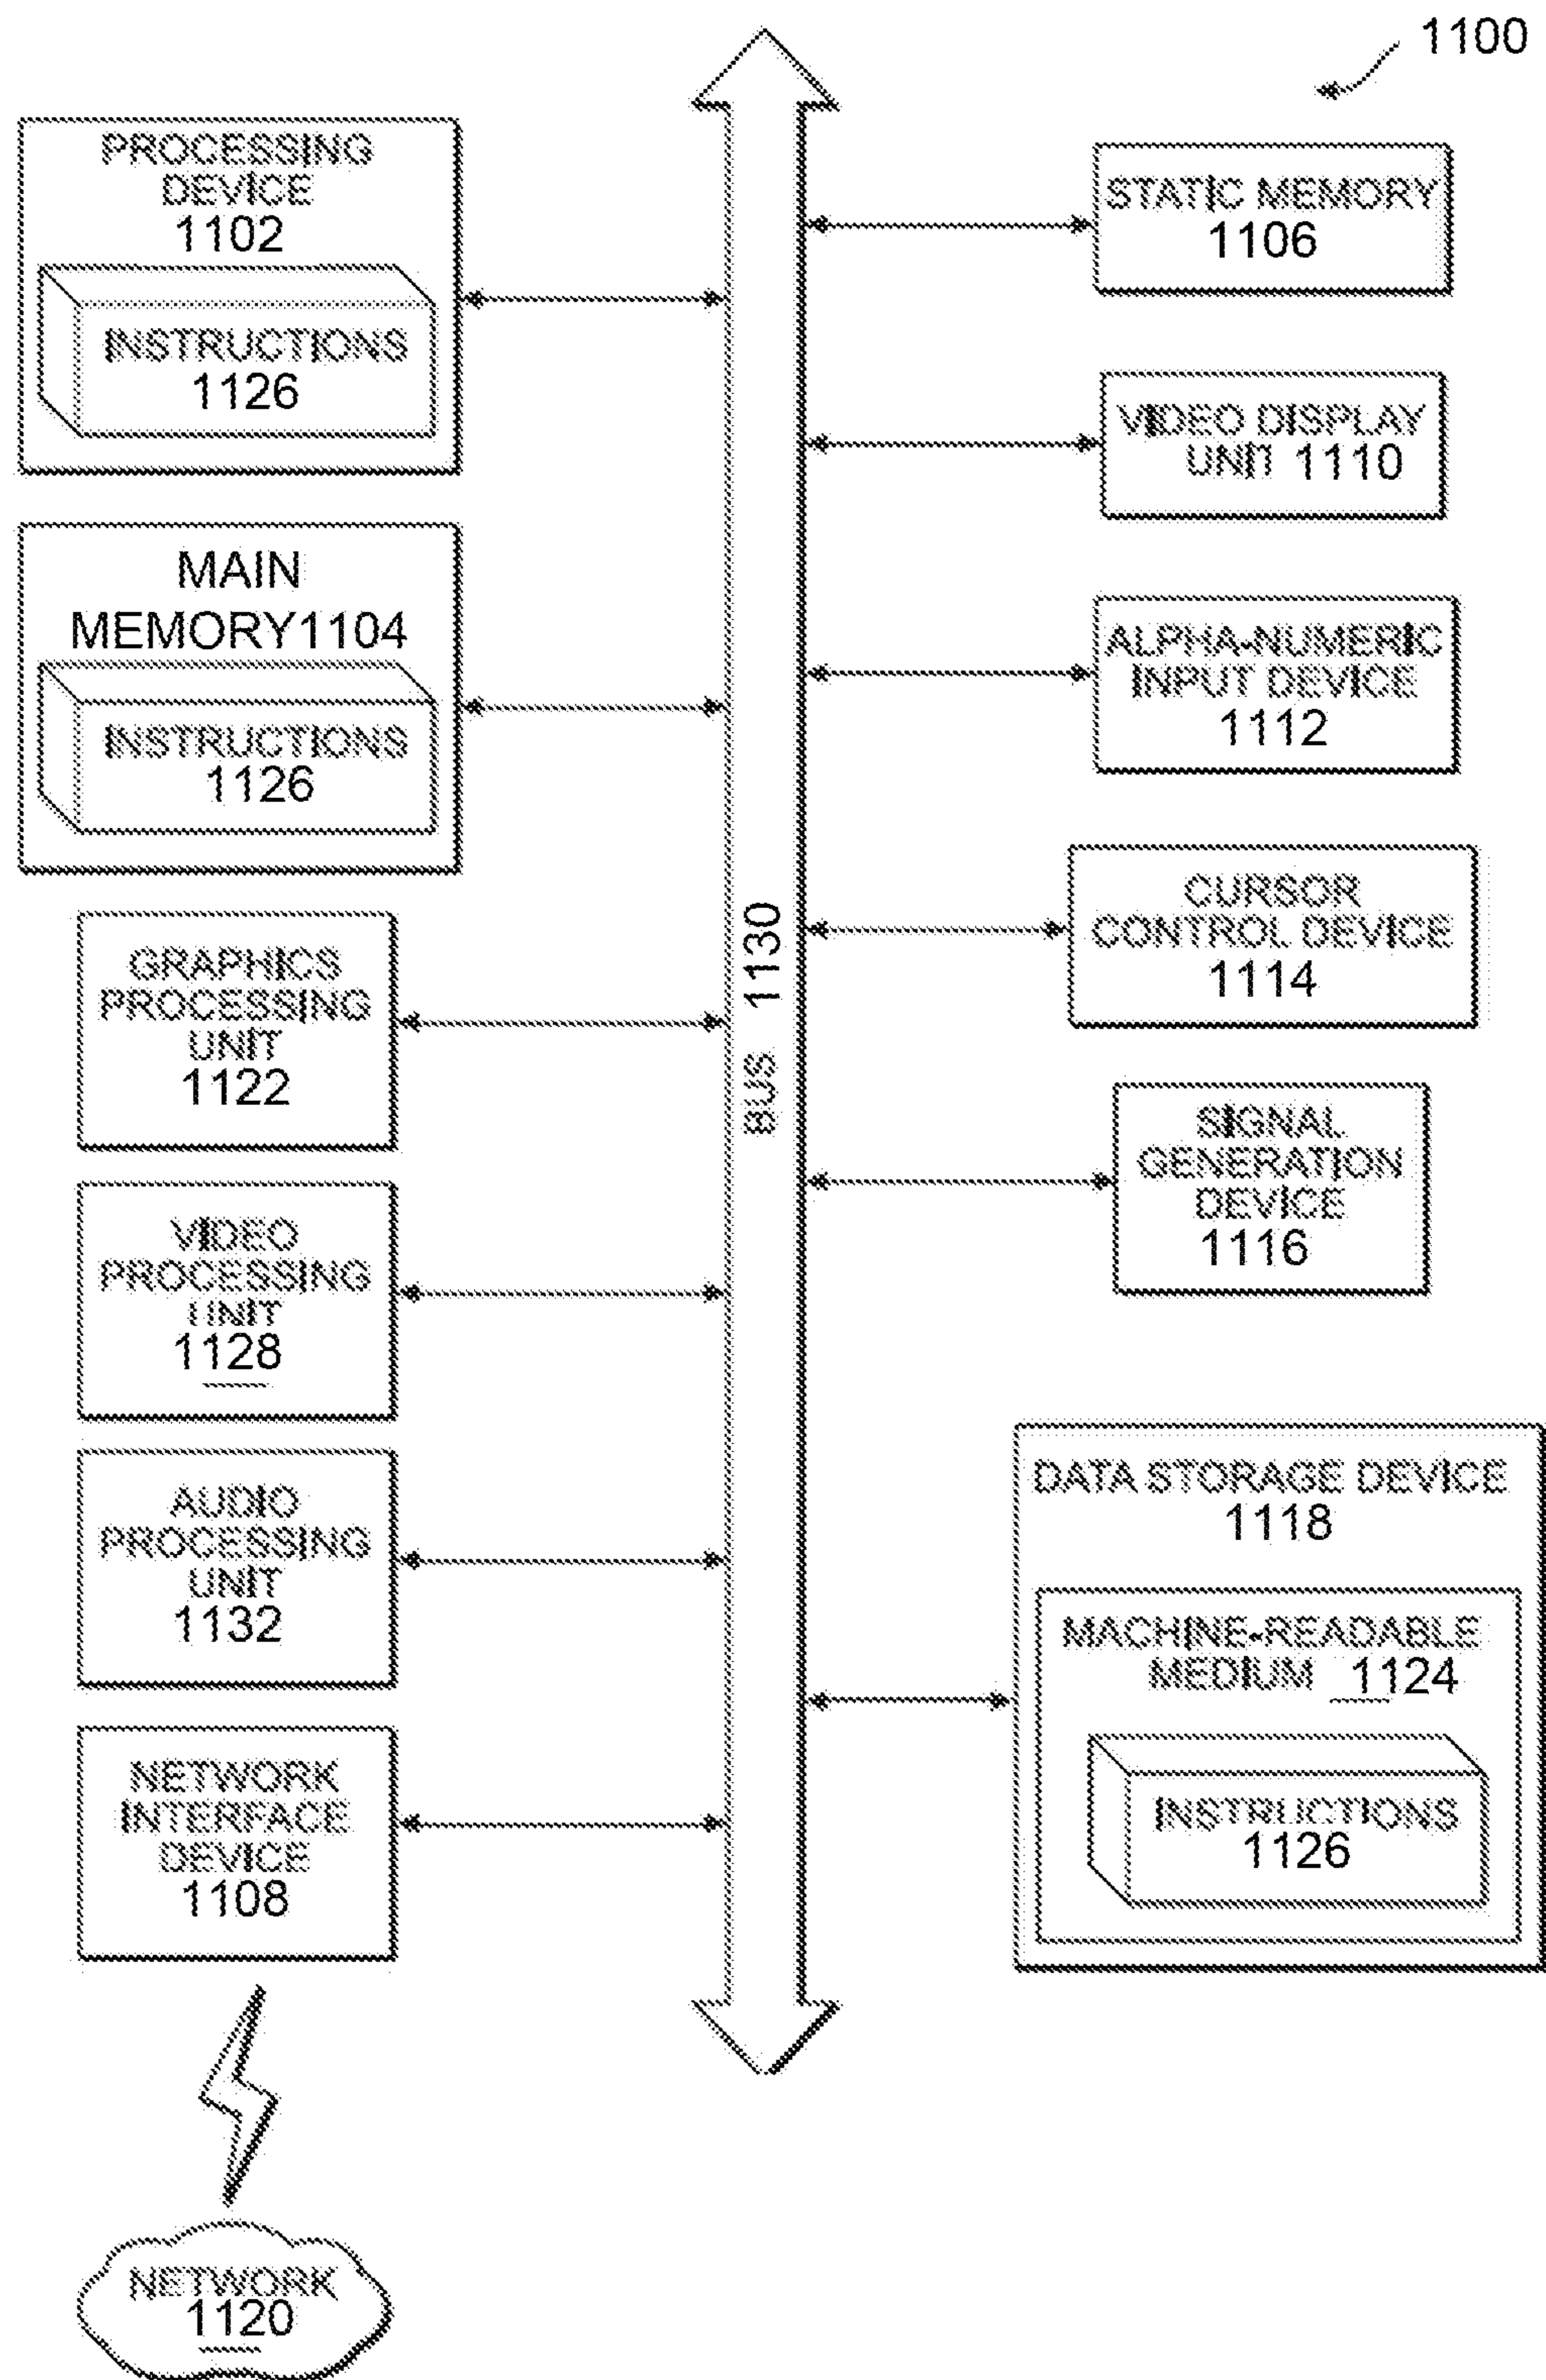 1100
PROCESSING
DEVICE
1102
INSTRUCTIONS
1126
MAIN
MEMORY1104
INSTRUCTIONS
1126
GRAPHICS
PROCESSING
UNIT
1122
VIDEO
PROCESSING
UNIT
1128
AUDIO
PROCESSING
UNIT
1132
NETWORK
INTERFACE
DEVICE
1108
NETWORK
1120
BUS 1130
STATIC MEMORY
1106
VIDEO DISPLAY
UNIT 1110
ALPHA-NUMERIC
INPUT DEVICE
1112
CURSOR
CONTROL DEVICE
1114
SIGNAL
GENERATION
DEVICE
1116
DATA STORAGE DEVICE
1118
MACHINE-READABLE
MEDIUM 1124
INSTRUCTIONS
1126